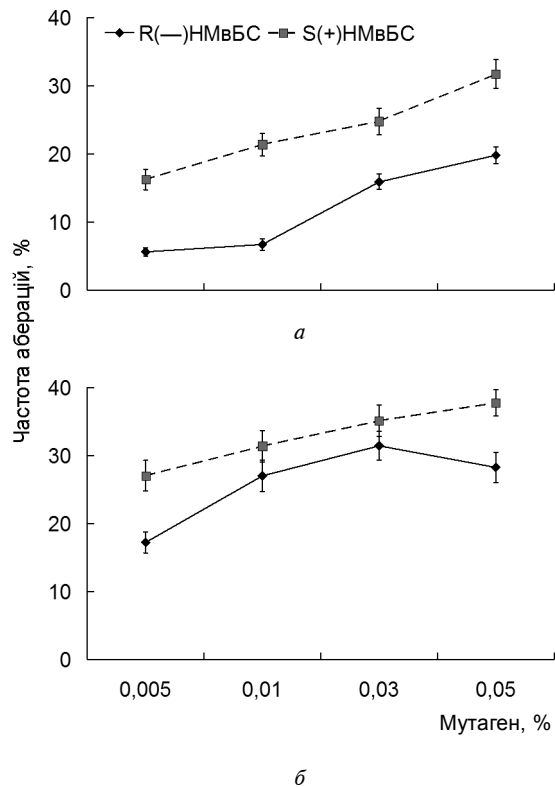 R(—)НМвБС S(+)НМвБС
Частота аберацій, %
40
30
20
10
0
а
40
30
20
10
0
0,005 0,01 0,03 0,05
Мутаген, %
б